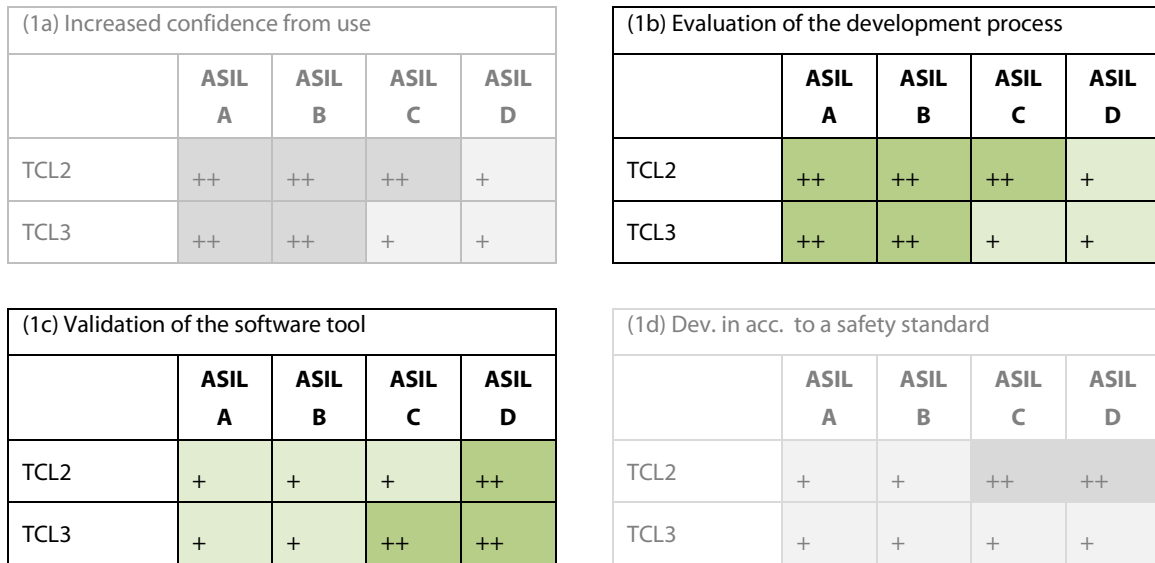 (1a) Increased confidence from use
ASIL A ASIL B ASIL C ASIL D
TCL2 ++ ++ ++ +
TCL3 ++ ++ + +
(1b) Evaluation of the development process
ASIL A ASIL B ASIL C ASIL D
TCL2 ++ ++ ++ +
TCL3 ++ ++ + +
(1c) Validation of the software tool
ASIL A ASIL B ASIL C ASIL D
TCL2 + + + ++
TCL3 + + ++ ++
(1d) Dev. in acc. to a safety standard
ASIL A ASIL B ASIL C ASIL D
TCL2 + + ++ ++
TCL3 + + + +